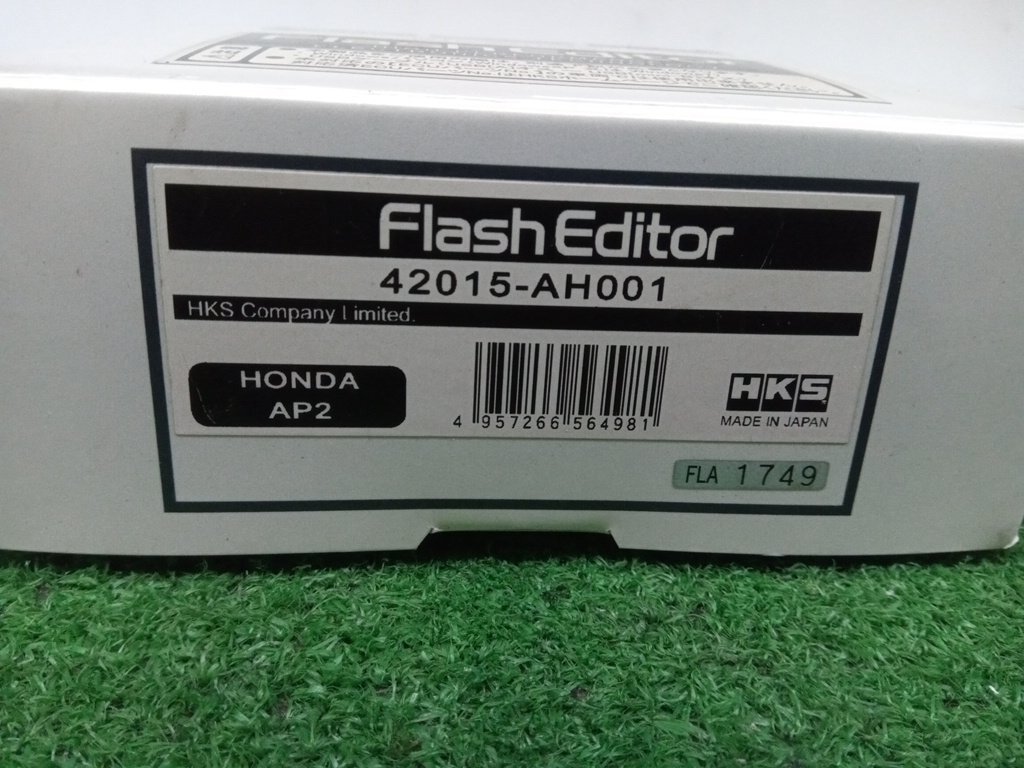 Flash Editor
42015-AH001
HKS Company Limited.
HONDA
AP2
4 957266 564981
HKS
MADE IN JAPAN
FLA 1749